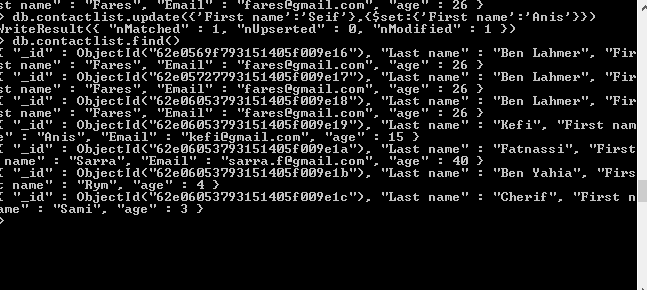 st name" : "Fares", "Email" : "fares@gmail.com", "age" : 26 }
> db.contactlist.update({'First name':'Seif'},{$set:{'First name':'Anis'}})
WriteResult({ "nMatched" : 1, "nUpserted" : 0, "nModified" : 1 })
> db.contactlist.find()
{ "_id" : ObjectId("62e0569f793151405f009e16"), "Last name" : "Ben Lahmer", "Fir
st name" : "Fares", "Email" : "fares@gmail.com", "age" : 26 }
{ "_id" : ObjectId("62e05727793151405f009e17"), "Last name" : "Ben Lahmer", "Fir
st name" : "Fares", "Email" : "fares@gmail.com", "age" : 26 }
{ "_id" : ObjectId("62e06053793151405f009e18"), "Last name" : "Ben Lahmer", "Fir
st name" : "Fares", "Email" : "fares@gmail.com", "age" : 26 }
{ "_id" : ObjectId("62e06053793151405f009e19"), "Last name" : "Kefi", "First nam
e" : "Anis", "Email" : "kefi@gmail.com", "age" : 15 }
{ "_id" : ObjectId("62e06053793151405f009e1a"), "Last name" : "Fatnassi", "First
 name" : "Sarra", "Email" : "sarra.f@gmail.com", "age" : 40 }
{ "_id" : ObjectId("62e06053793151405f009e1b"), "Last name" : "Ben Yahia", "Firs
t name" : "Rym", "age" : 4 }
{ "_id" : ObjectId("62e06053793151405f009e1c"), "Last name" : "Cherif", "First n
ame" : "Sami", "age" : 3 }
>